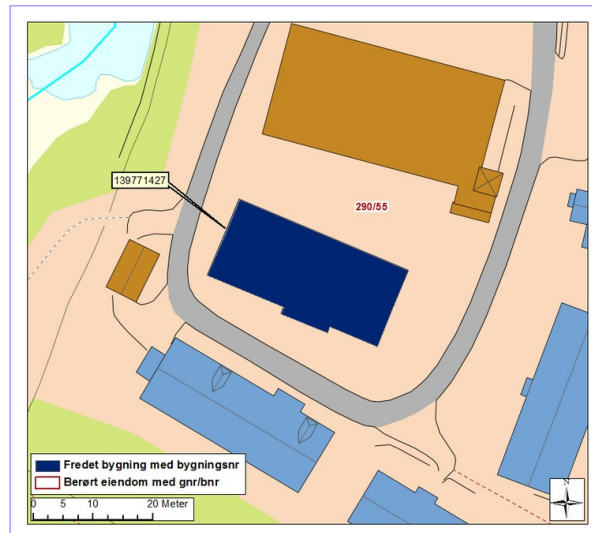 139771427
290/55
Fredet bygning med bygningsnr
Berørt eiendom med gnr/bnr
0 5 10 20 Meter